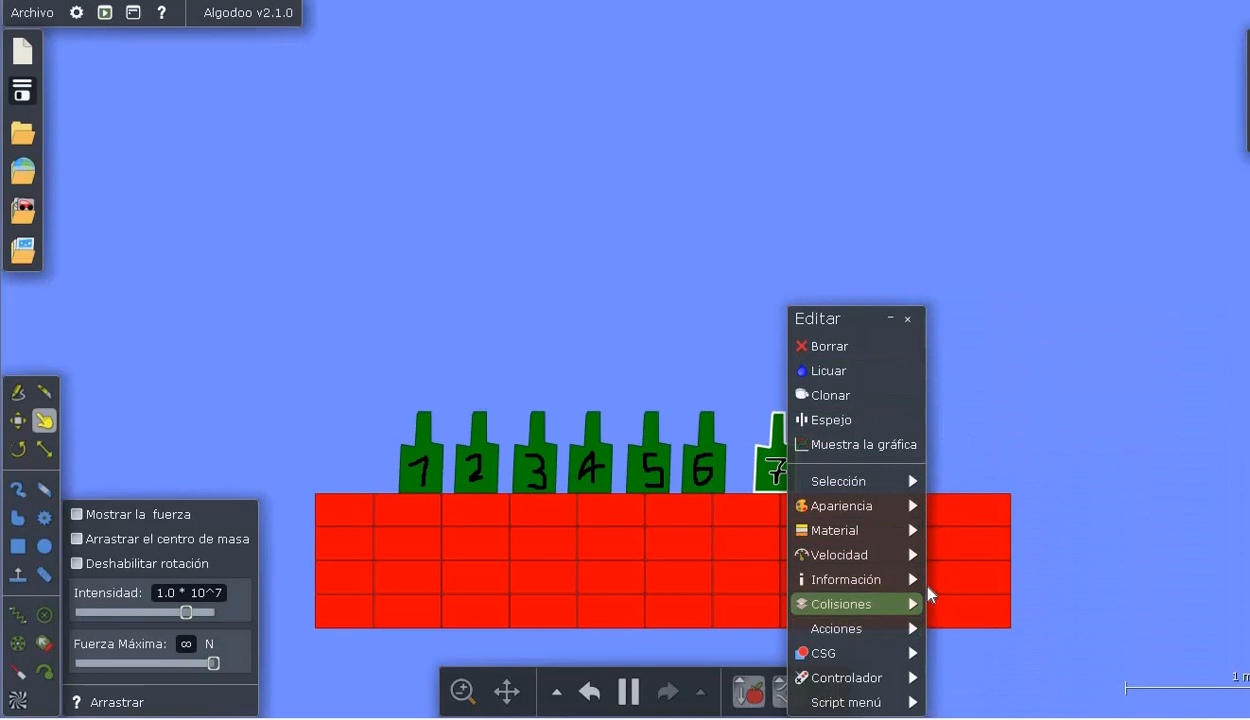 Archivo ? Algodoo v2.1.0
Editar
Borrar
Licuar
Clonar
Espejo
Muestra la gráfica
Selección
Apariencia
Material
Velocidad
Información
Colisiones
Acciones
CSG
Controlador
Script menú
1 2 3 4 5 6 7
Mostrar la fuerza
Arrastrar el centro de masa
Deshabilitar rotación
Intensidad: 1.0 * 10^7
Fuerza Máxima: ∞ N
? Arrastrar
1 m